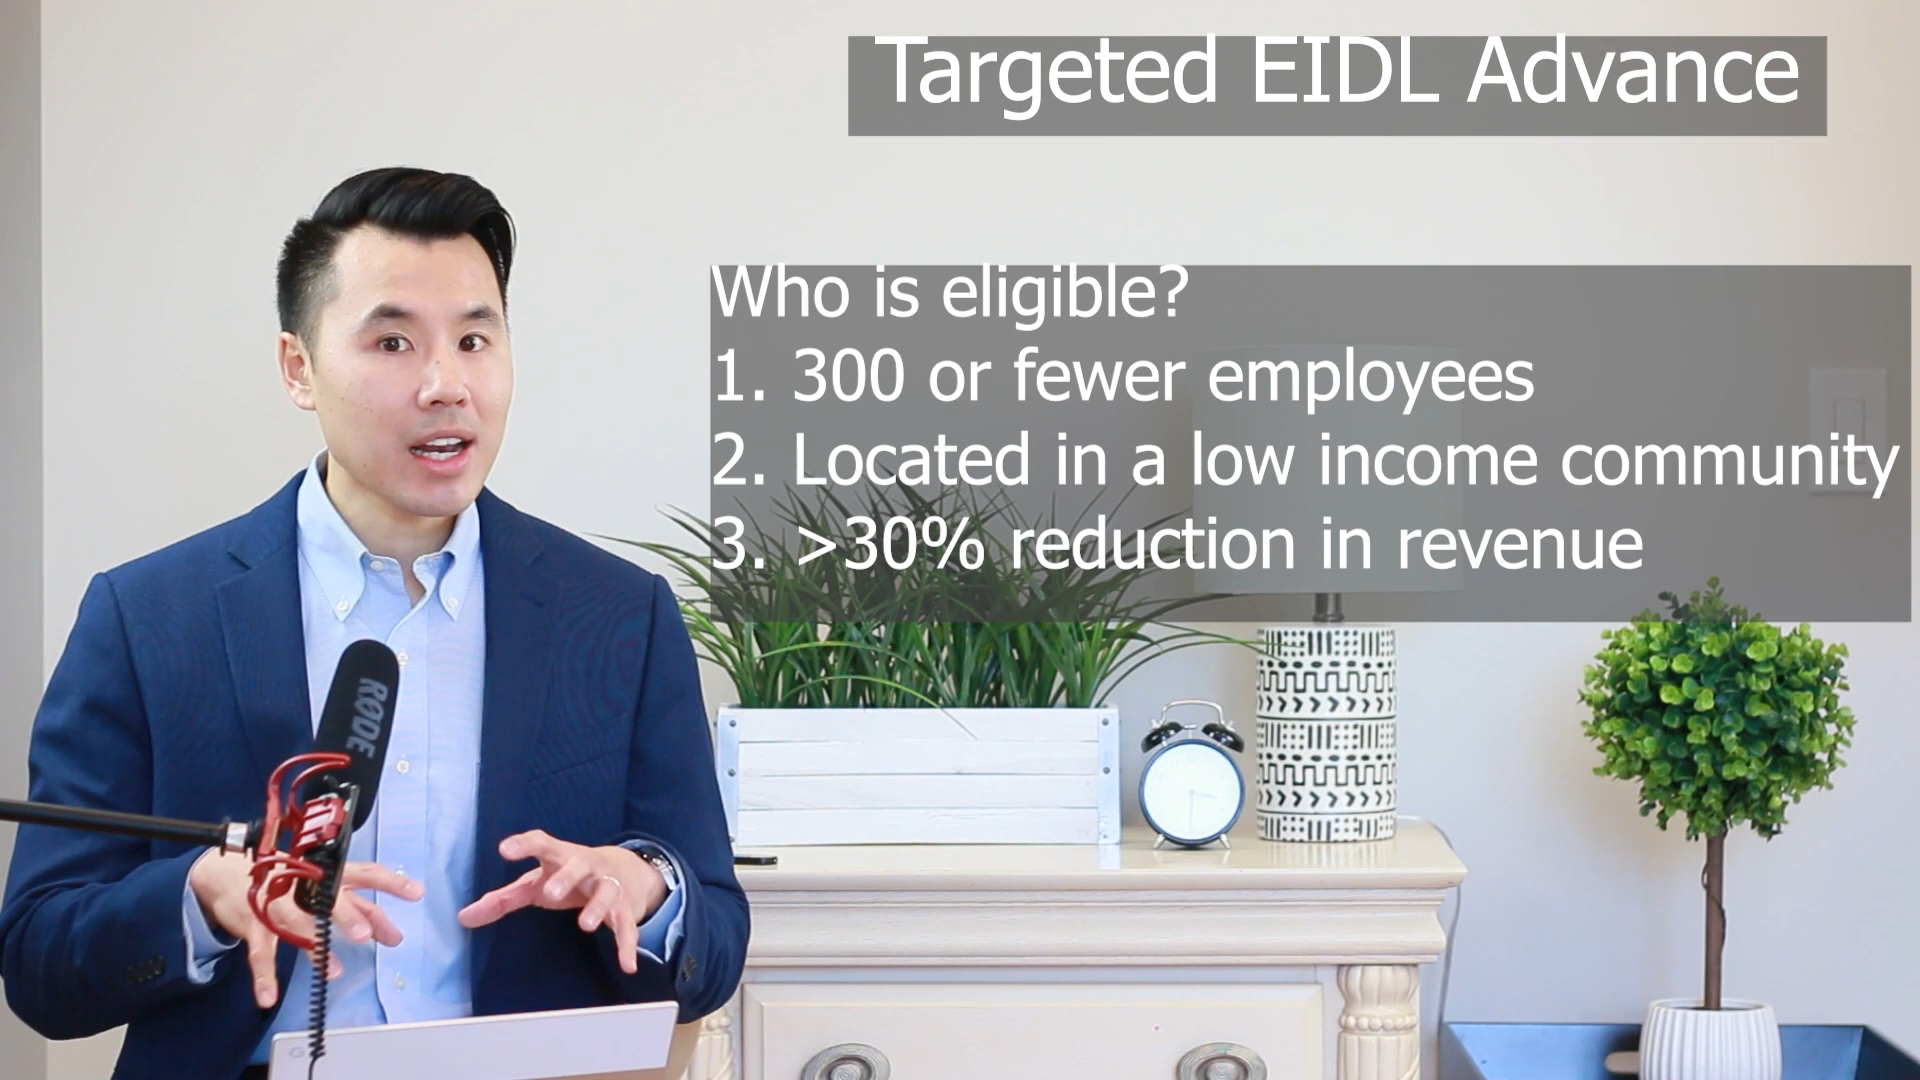 Targeted EIDL Advance
Who is eligible?
1. 300 or fewer employees
2. Located in a low income community
3. >30% reduction in revenue
RØDE
G